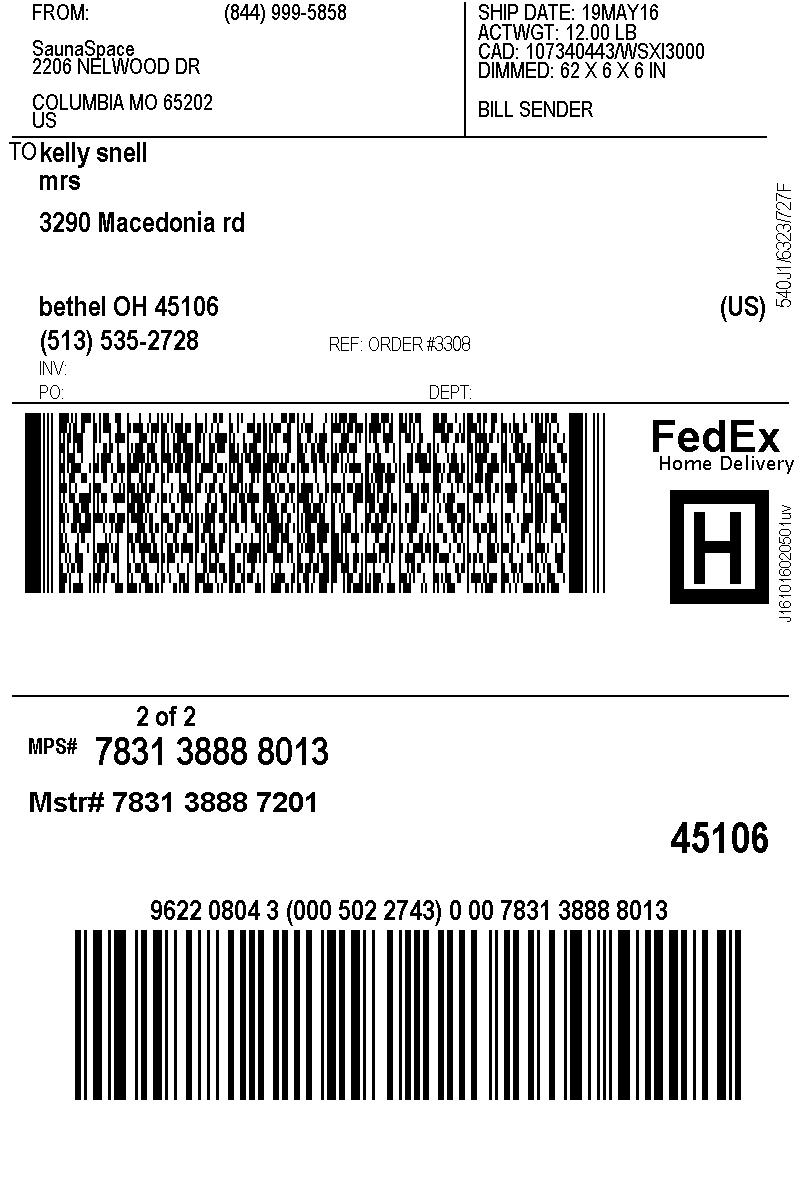 FROM: (844) 999-5858
SaunaSpace
2206 NELWOOD DR
COLUMBIA MO 65202
US
SHIP DATE: 19MAY16
ACTWGT: 12.00 LB
CAD: 107340443/WSXI3000
DIMMED: 62 X 6 X 6 IN
BILL SENDER
TO kelly snell
mrs
3290 Macedonia rd
bethel OH 45106 (US)
(513) 535-2728 REF: ORDER #3308
INV:
PO: DEPT:
540J1/6323/727F
FedEx
Home Delivery
H
J161016020501uv
2 of 2
MPS# 7831 3888 8013
Mstr# 7831 3888 7201
45106
9622 0804 3 (000 502 2743) 0 00 7831 3888 8013